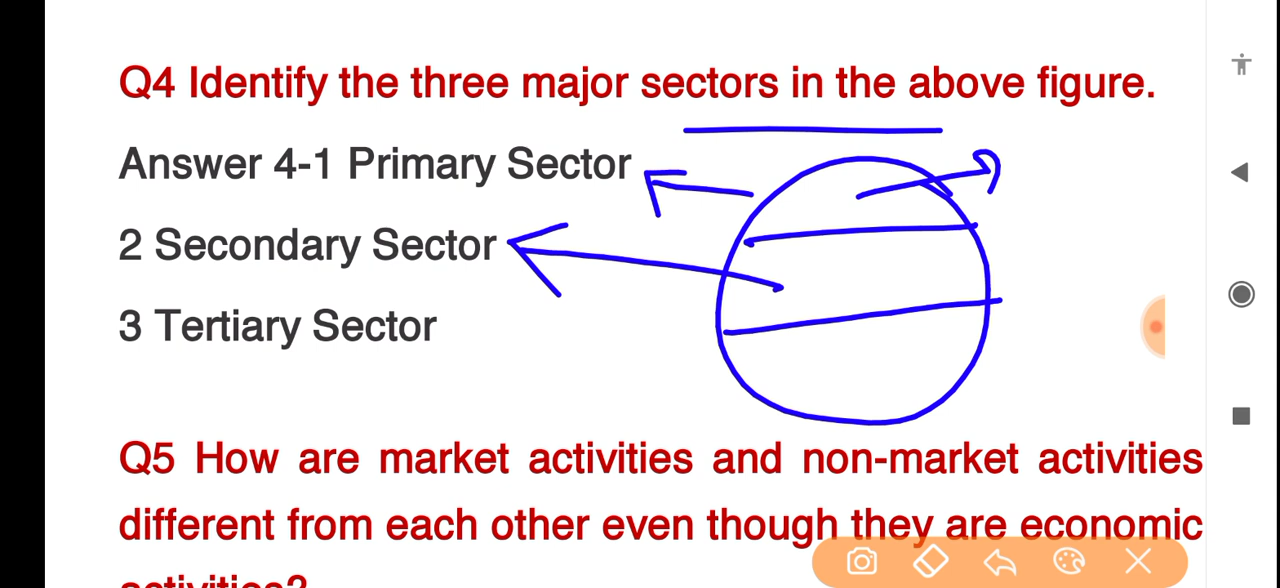 Q4 Identify the three major sectors in the above figure.
Answer 4-1 Primary Sector
2 Secondary Sector
3 Tertiary Sector
Q5 How are market activities and non-market activities
different from each other even though they are economic
activities?